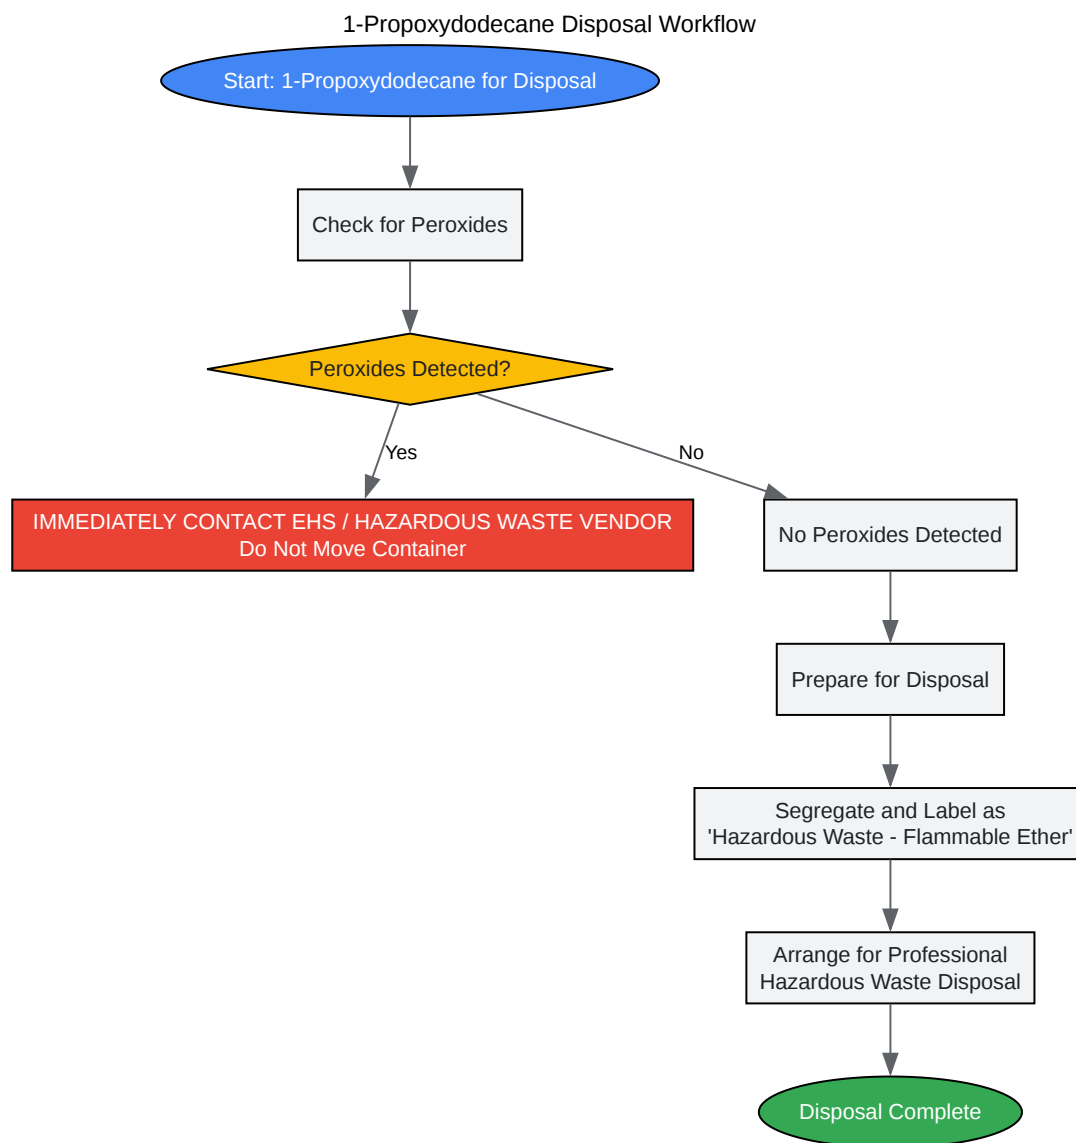 1-Propoxydodecane Disposal Workflow
Start: 1-Propoxydodecane for Disposal
Check for Peroxides
Peroxides Detected?
Yes
No
IMMEDIATELY CONTACT EHS / HAZARDOUS WASTE VENDOR
Do Not Move Container
No Peroxides Detected
Prepare for Disposal
Segregate and Label as
'Hazardous Waste - Flammable Ether'
Arrange for Professional
Hazardous Waste Disposal
Disposal Complete